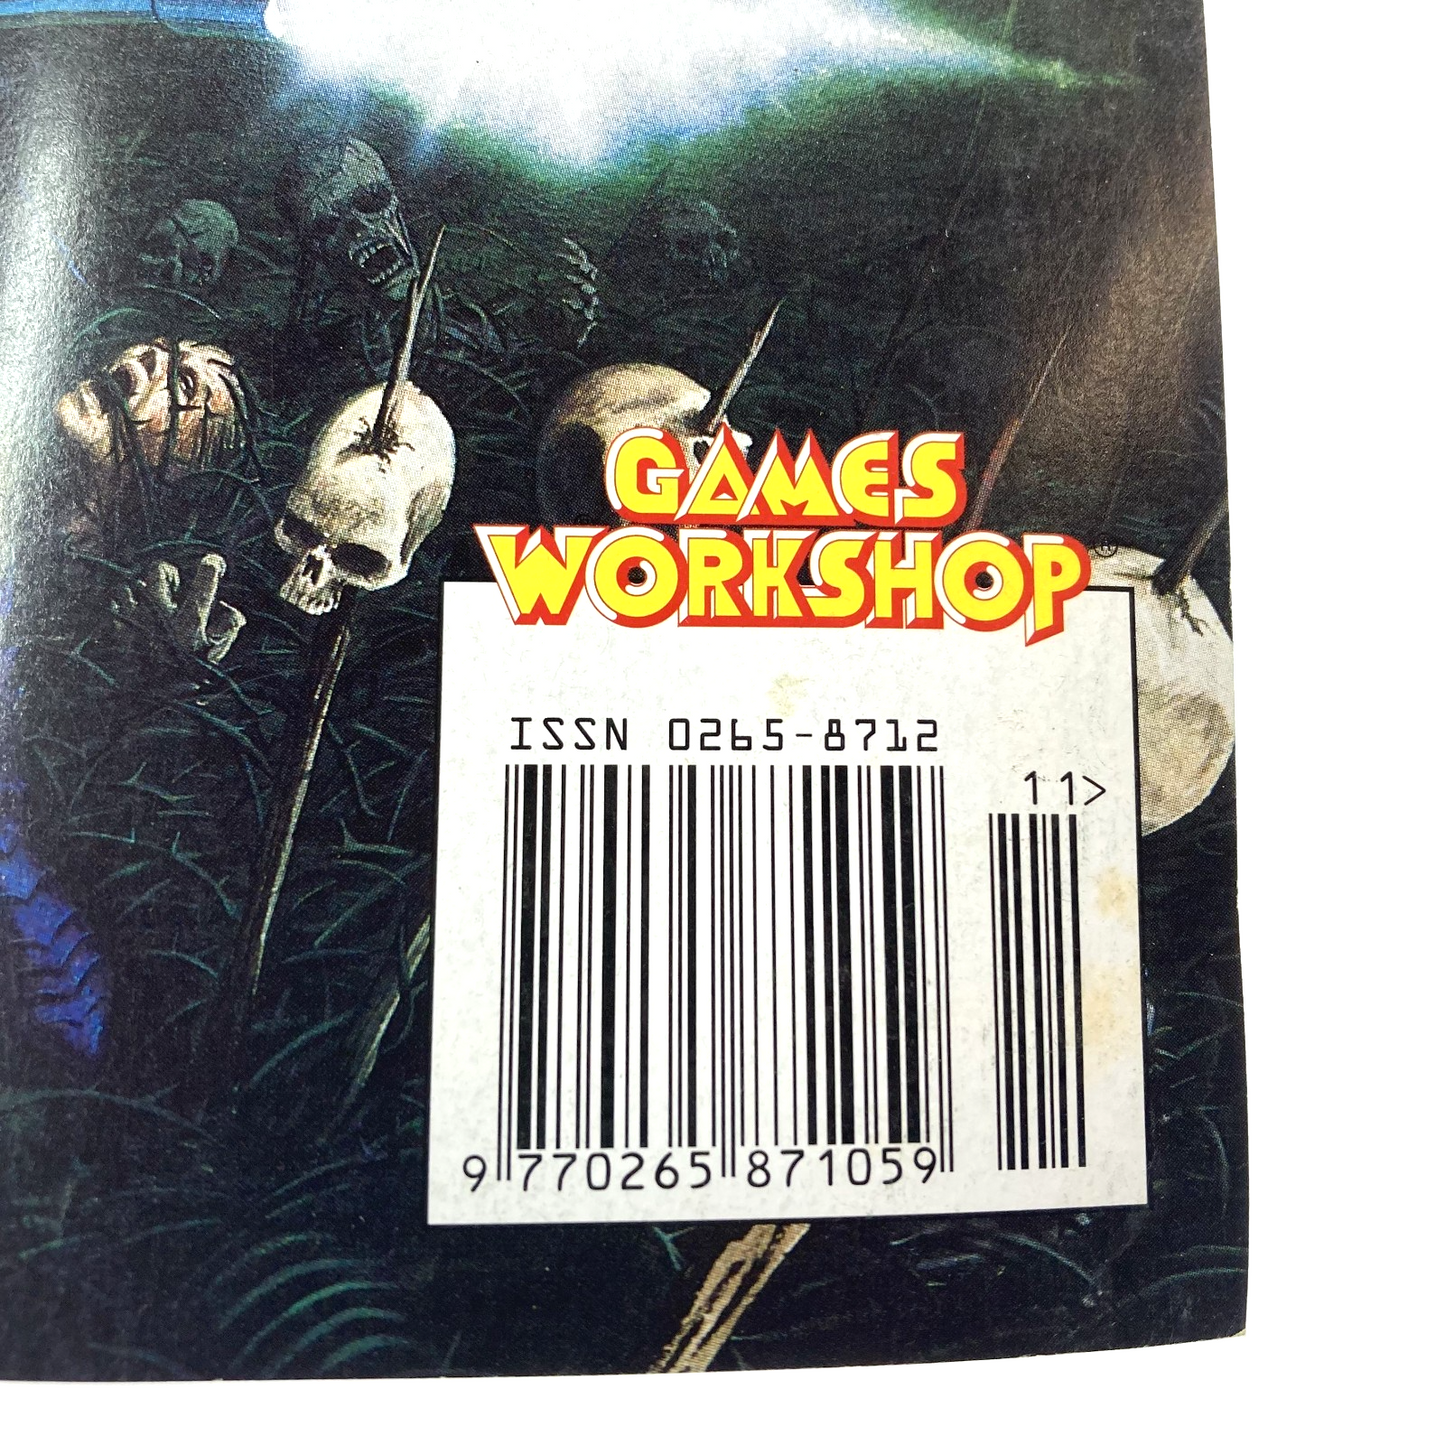 GAMES
WORKSHOP®
ISSN 0265-8712
11>
9 770265 871059